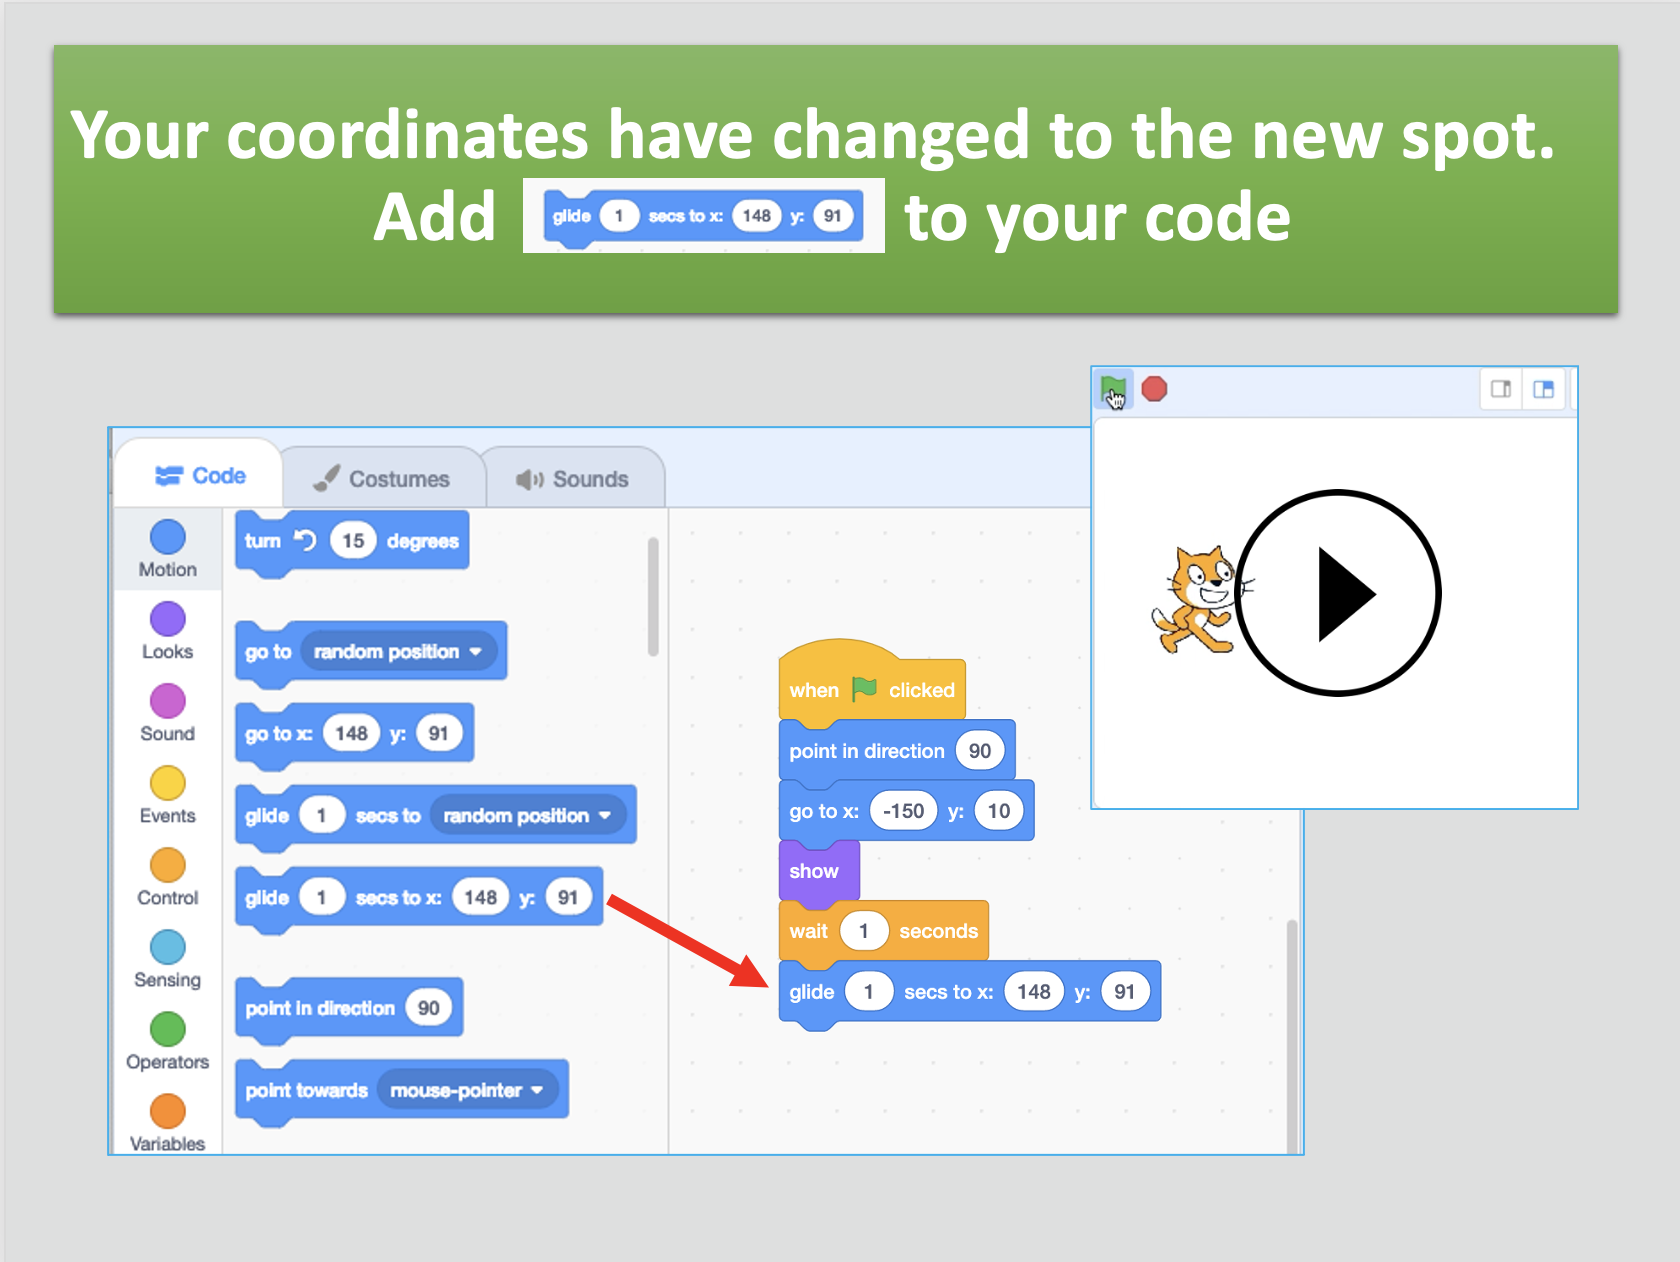 Your coordinates have changed to the new spot.
Add glide 1 secs to x: 148 y: 91 to your code
Code
Costumes
Sounds
Motion
Looks
Sound
Events
Control
Sensing
Operators
Variables
turn 15 degrees
go to random position
go to x: 148 y: 91
glide 1 secs to random position
glide 1 secs to x: 148 y: 91
point in direction 90
point towards mouse-pointer
when clicked
point in direction 90
go to x: -150 y: 10
show
wait 1 seconds
glide 1 secs to x: 148 y: 91